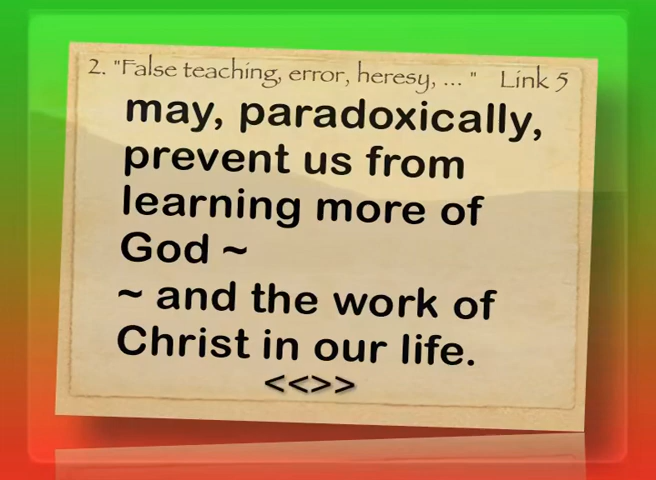 2. "False teaching, error, heresy, ... " Link 5
may, paradoxically,
prevent us from
learning more of
God ~
~ and the work of
Christ in our life.
<<>>